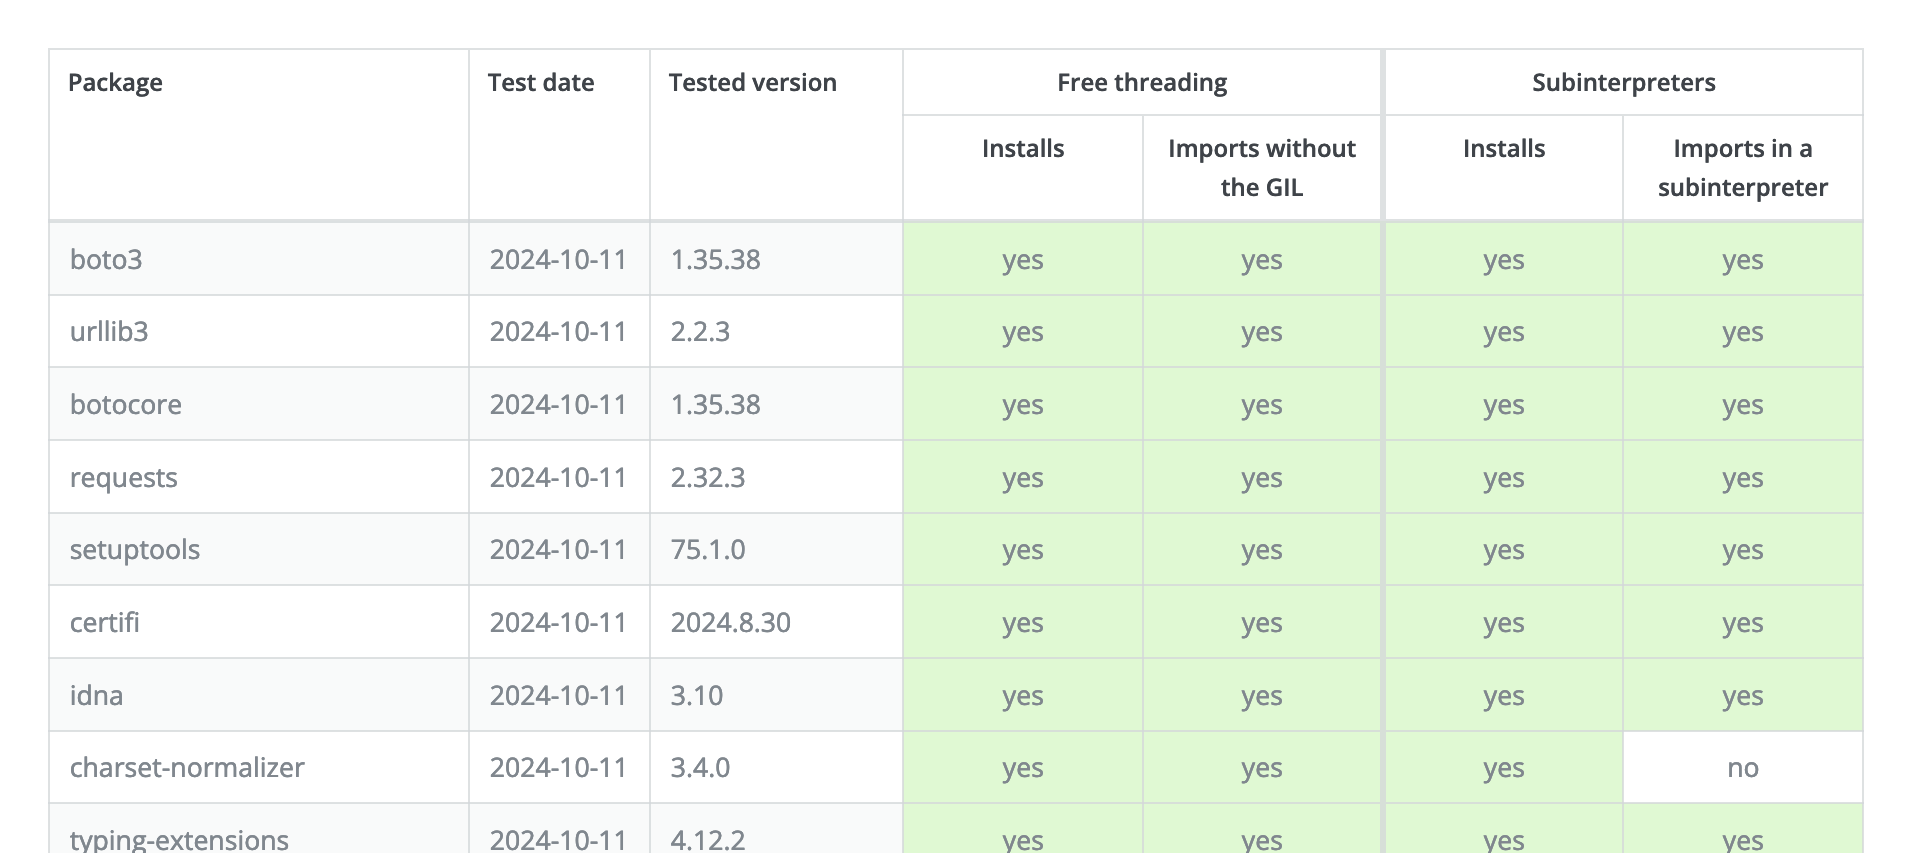 Package Test date Tested version Free threading Subinterpreters
Installs Imports without the GIL Installs Imports in a subinterpreter
boto3 2024-10-11 1.35.38 yes yes yes yes
urllib3 2024-10-11 2.2.3 yes yes yes yes
botocore 2024-10-11 1.35.38 yes yes yes yes
requests 2024-10-11 2.32.3 yes yes yes yes
setuptools 2024-10-11 75.1.0 yes yes yes yes
certifi 2024-10-11 2024.8.30 yes yes yes yes
idna 2024-10-11 3.10 yes yes yes yes
charset-normalizer 2024-10-11 3.4.0 yes yes yes no
typing-extensions 2024-10-11 4.12.2 yes yes yes yes